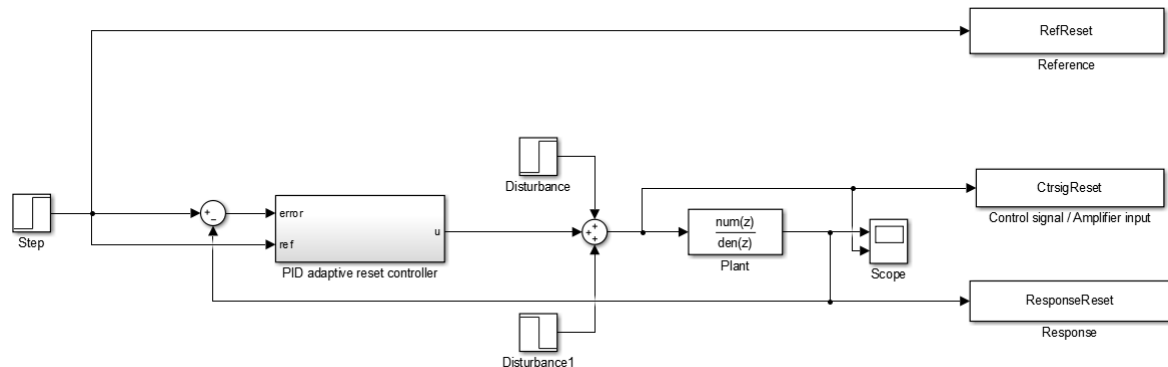 RefReset
Reference
Disturbance
CtrsigReset
Control signal / Amplifier input
Step
+
−
error
ref
u
PID adaptive reset controller
+
+
+
num(z)
den(z)
Plant
Scope
Disturbance1
ResponseReset
Response